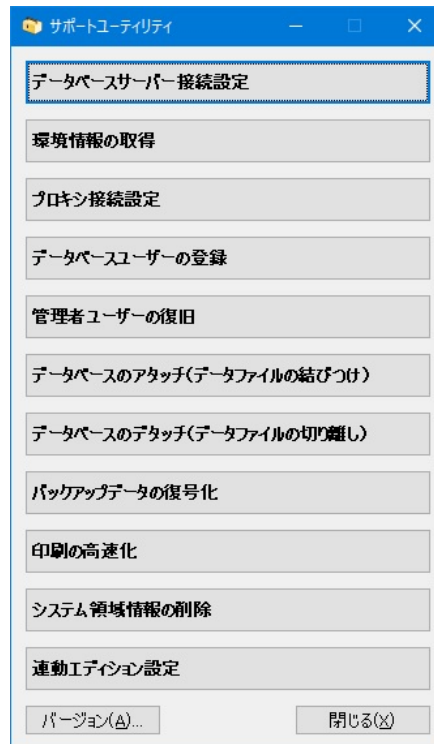 サポートユーティリティ
データベースサーバー接続設定
環境情報の取得
プロキシ接続設定
データベースユーザーの登録
管理者ユーザーの復旧
データベースのアタッチ(データファイルの結びつけ)
データベースのデタッチ(データファイルの切り離し)
バックアップデータの復号化
印刷の高速化
システム領域情報の削除
連動エディション設定
バージョン(A)... 閉じる(X)